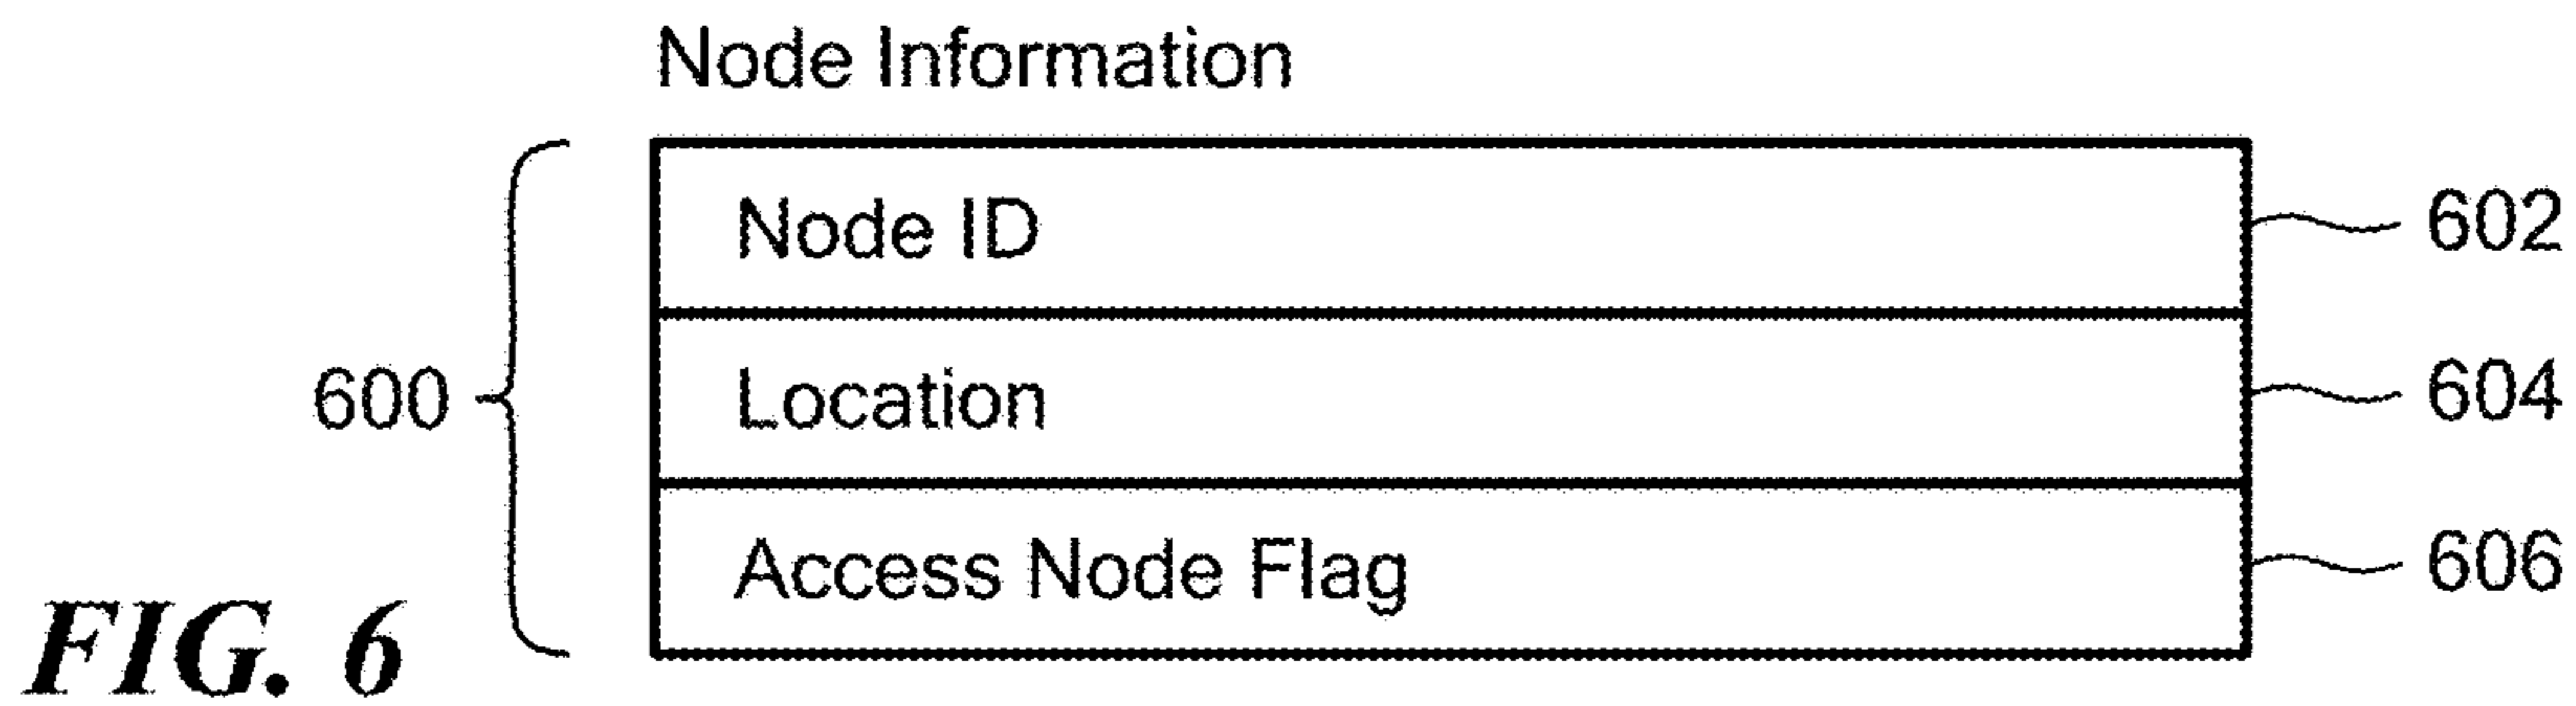 Node Information
Node ID 602
600 Location 604
Access Node Flag 606
FIG. 6